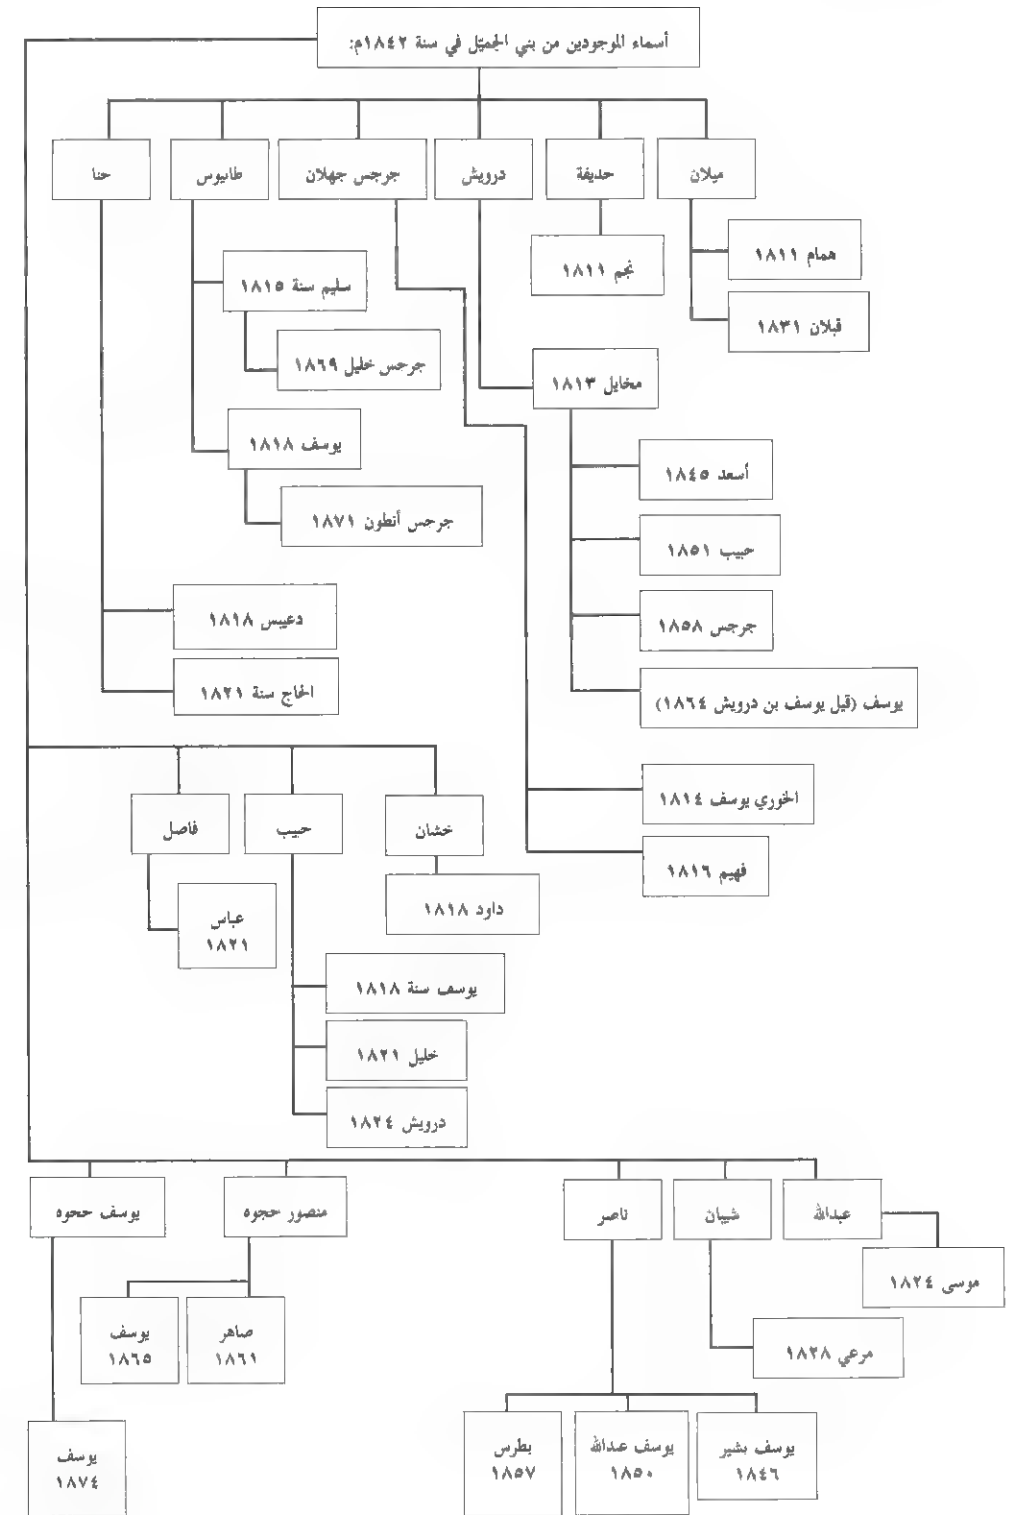 أسماء الموجودين من بني الجميّل في سنة ١٨٤٢م:
ميلان
حديفة
درويش
جرجس جهلان
طانيوس
حنا
همام ١٨١١
نجم ١٨١١
سليم سنة ١٨١٥
قبلان ١٨٣١
جرجس خليل ١٨٦٩
مخايل ١٨١٣
يوسف ١٨١٨
أسعد ١٨٤٥
جرجس أنطون ١٨٧١
حبيب ١٨٥١
دعيبس ١٨١٨
جرجس ١٨٥٨
الحاج سنة ١٨٢١
يوسف (قيل يوسف بن درويش ١٨٦٤)
الخوري يوسف ١٨١٤
خشان
حبيب
فاصل
فهيم ١٨١٦
داود ١٨١٨
عباس
١٨٢١
يوسف سنة ١٨١٨
خليل ١٨٢١
درويش ١٨٢٤
عبدالله
شيبان
ناصر
منصور حجوه
يوسف ححوه
موسى ١٨٢٤
صاهر
١٨٦١
يوسف
١٨٦٥
مرعي ١٨٢٨
يوسف بشير
١٨٤٦
يوسف عبدالله
١٨٥٠
بطرس
١٨٥٧
يوسف
١٨٧٤